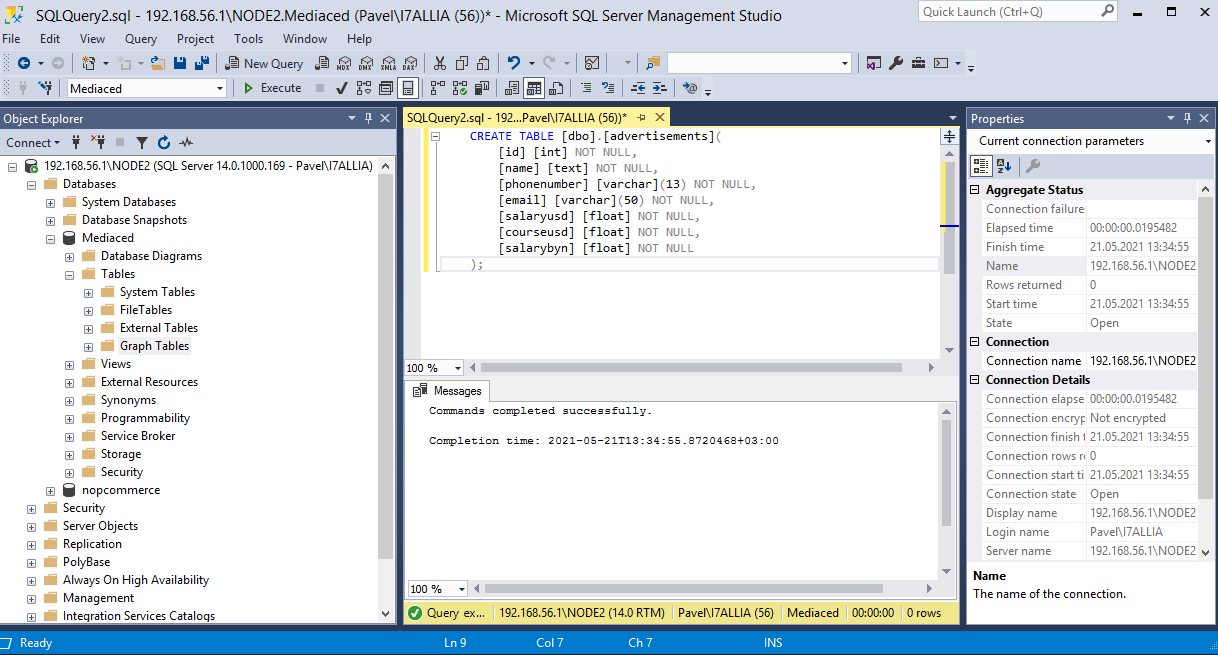 SQLQuery2.sql - 192.168.56.1\NODE2.Mediaced (Pavel\I7ALLIA (56))* - Microsoft SQL Server Management Studio
Quick Launch (Ctrl+Q)
File Edit View Query Project Tools Window Help
New Query
MDX DMX XMLA DAX
Mediaced
Execute
Object Explorer
Connect
192.168.56.1\NODE2 (SQL Server 14.0.1000.169 - Pavel\I7ALLIA)
Databases
System Databases
Database Snapshots
Mediaced
Database Diagrams
Tables
System Tables
FileTables
External Tables
Graph Tables
Views
External Resources
Synonyms
Programmability
Service Broker
Storage
Security
nopcommerce
Security
Server Objects
Replication
PolyBase
Always On High Availability
Management
Integration Services Catalogs
SQLQuery2.sql - 192...Pavel\I7ALLIA (56))*
CREATE TABLE [dbo].[advertisements](
[id] [int] NOT NULL,
[name] [text] NOT NULL,
[phonenumber] [varchar](13) NOT NULL,
[email] [varchar](50) NOT NULL,
[salaryusd] [float] NOT NULL,
[courseusd] [float] NOT NULL,
[salarybyn] [float] NOT NULL
);
100 %
Messages
Commands completed successfully.
Completion time: 2021-05-21T13:34:55.8720468+03:00
100 %
Query ex... 192.168.56.1\NODE2 (14.0 RTM) Pavel\I7ALLIA (56) Mediaced 00:00:00 0 rows
Properties
Current connection parameters
Aggregate Status
Connection failure
Elapsed time 00:00:00.0195482
Finish time 21.05.2021 13:34:55
Name 192.168.56.1\NODE2
Rows returned 0
Start time 21.05.2021 13:34:55
State Open
Connection
Connection name 192.168.56.1\NODE2
Connection Details
Connection elapse 00:00:00.0195482
Connection encryp Not encrypted
Connection finish t 21.05.2021 13:34:55
Connection rows re 0
Connection start ti 21.05.2021 13:34:55
Connection state Open
Display name 192.168.56.1\NODE2
Login name Pavel\I7ALLIA
Server name 192.168.56.1\NODE2
Name
The name of the connection.
Ready Ln 9 Col 7 Ch 7 INS